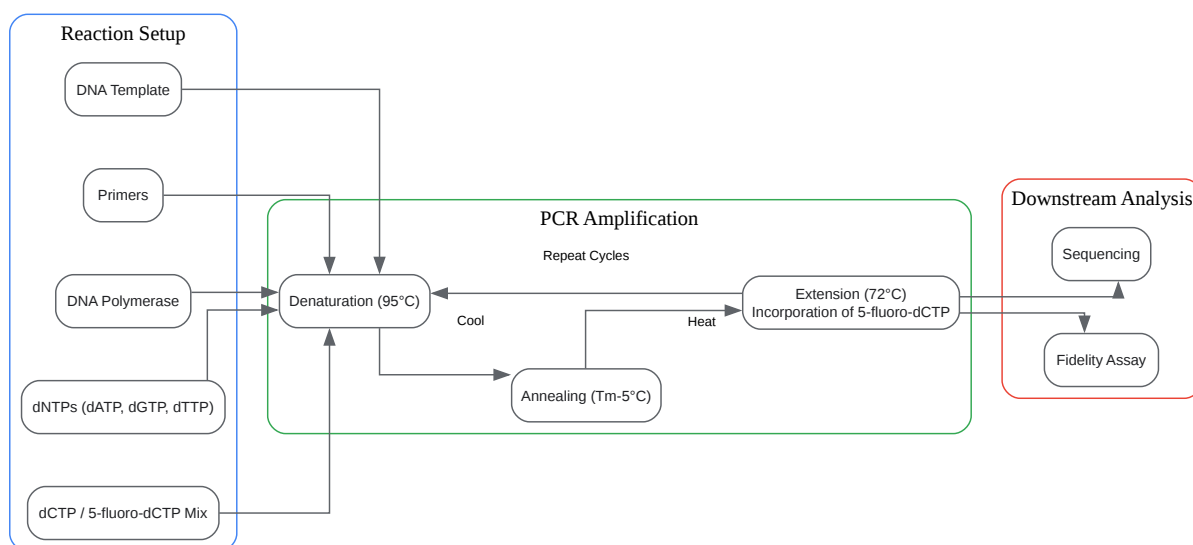 Reaction Setup
DNA Template
Primers
DNA Polymerase
dNTPs (dATP, dGTP, dTTP)
dCTP / 5-fluoro-dCTP Mix
PCR Amplification
Repeat Cycles
Denaturation (95°C)
Cool
Annealing (Tm-5°C)
Heat
Extension (72°C)
Incorporation of 5-fluoro-dCTP
Downstream Analysis
Sequencing
Fidelity Assay